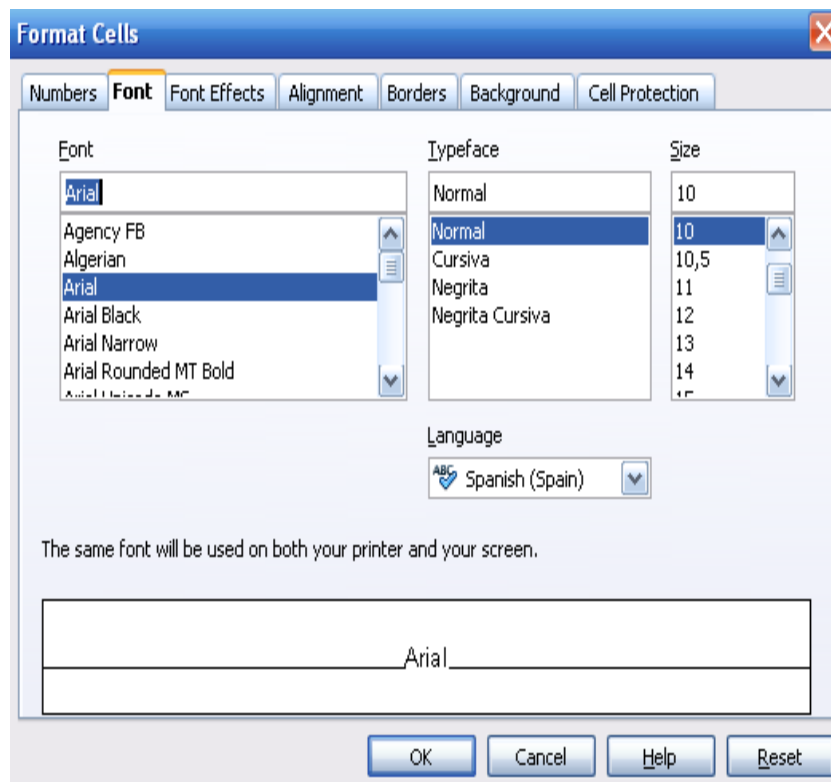 Format Cells
Numbers Font Font Effects Alignment Borders Background Cell Protection
Font Typeface Size
Arial Normal 10
Agency FB Normal 10
Algerian Cursiva 10,5
Arial Negrita 11
Arial Black Negrita Cursiva 12
Arial Narrow 13
Arial Rounded MT Bold 14
Language
ABC Spanish (Spain)
The same font will be used on both your printer and your screen.
Arial
OK Cancel Help Reset